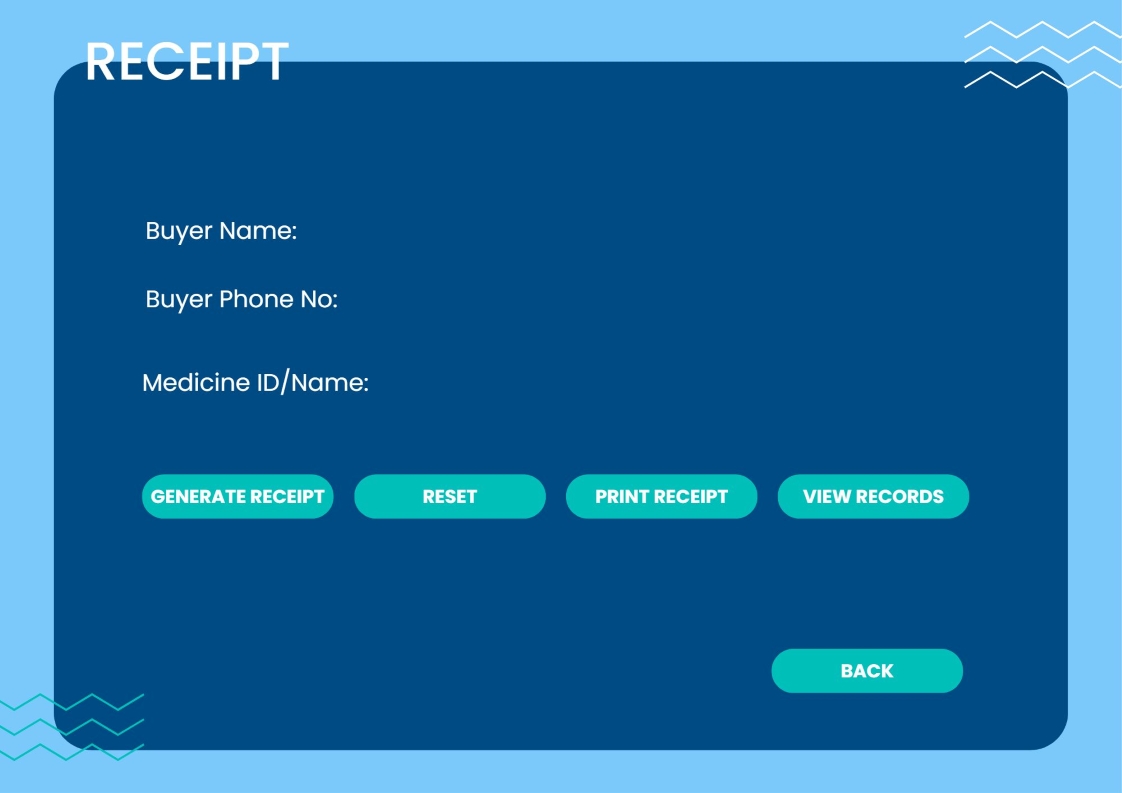 RECEIPT
Buyer Name:
Buyer Phone No:
Medicine ID/Name:
GENERATE RECEIPT RESET PRINT RECEIPT VIEW RECORDS
BACK